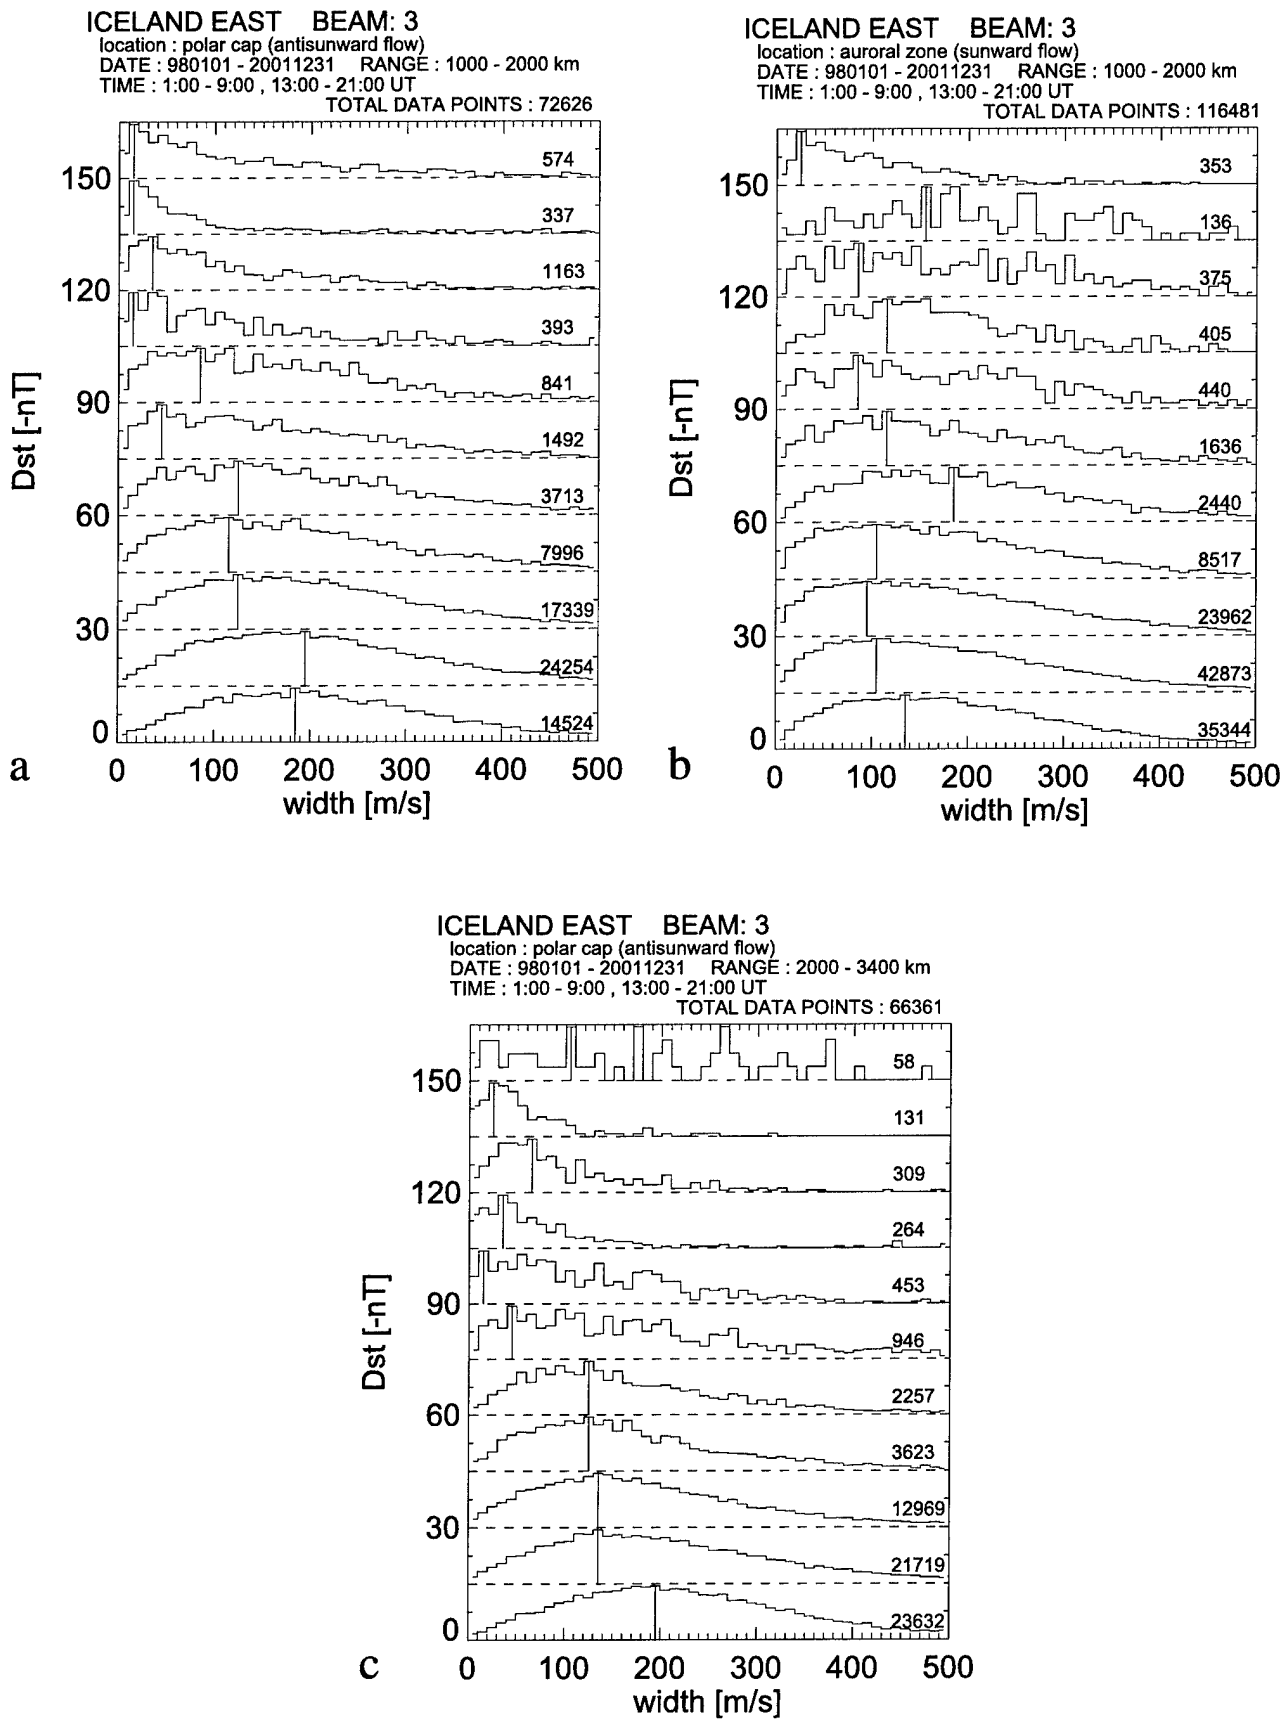 ICELAND EAST BEAM: 3
location : polar cap (antisunward flow)
DATE : 980101 - 20011231 RANGE : 1000 - 2000 km
TIME : 1:00 - 9:00 , 13:00 - 21:00 UT
TOTAL DATA POINTS : 72626
574
150
337
1163
120
393
841
90
1492
3713
60
7996
17339
30
24254
14524
0
Dst [-nT]
0 100 200 300 400 500
width [m/s]
a
ICELAND EAST BEAM: 3
location : auroral zone (sunward flow)
DATE : 980101 - 20011231 RANGE : 1000 - 2000 km
TIME : 1:00 - 9:00 , 13:00 - 21:00 UT
TOTAL DATA POINTS : 116481
353
150
136
375
120
405
440
90
1636
2440
60
8517
23962
30
42873
35344
0
Dst [-nT]
0 100 200 300 400 500
width [m/s]
b
ICELAND EAST BEAM: 3
location : polar cap (antisunward flow)
DATE : 980101 - 20011231 RANGE : 2000 - 3400 km
TIME : 1:00 - 9:00 , 13:00 - 21:00 UT
TOTAL DATA POINTS : 66361
58
150
131
309
120
264
453
90
946
2257
60
3623
12969
30
21719
23632
0
Dst [-nT]
0 100 200 300 400 500
width [m/s]
c